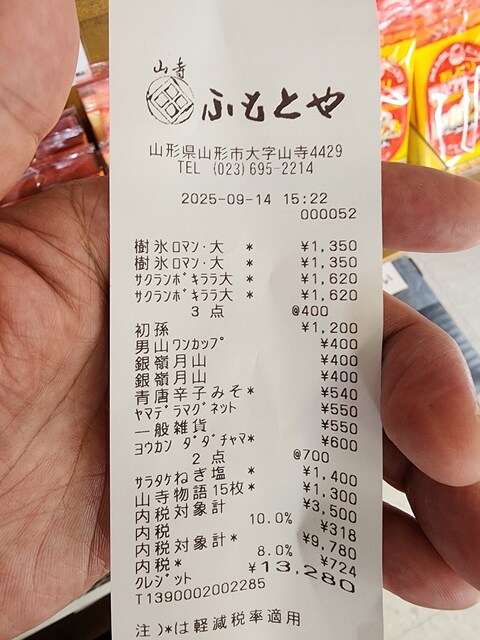 山寺
ふもとや
山形県山形市大字山寺4429
TEL (023)695-2214
2025-09-14 15:22
000052
樹氷ﾛﾏﾝ・大 * ¥1,350
樹氷ﾛﾏﾝ・大 * ¥1,350
ｻｸﾗﾝﾎﾞｷﾗﾗ大 * ¥1,620
ｻｸﾗﾝﾎﾞｷﾗﾗ大 * ¥1,620
3 点 @400
初孫 ¥1,200
男山ﾜﾝｶｯﾌﾟ ¥400
銀嶺月山 ¥400
銀嶺月山 ¥400
青唐辛子みそ* ¥540
ﾔﾏﾃﾞﾗﾏｸﾞﾈｯﾄ ¥550
一般雑貨 ¥550
ﾖｳｶﾝ ﾀﾞﾀﾞﾁｬﾏ* ¥600
2 点 @700
ｻﾗﾀｹねぎ塩 * ¥1,400
山寺物語15枚* ¥1,300
内税対象計 ¥3,500
内税 10.0% ¥318
内税対象計* ¥9,780
内税* 8.0% ¥724
ｸﾚｼﾞｯﾄ ¥13,280
T1390002002285
注)*は軽減税率適用